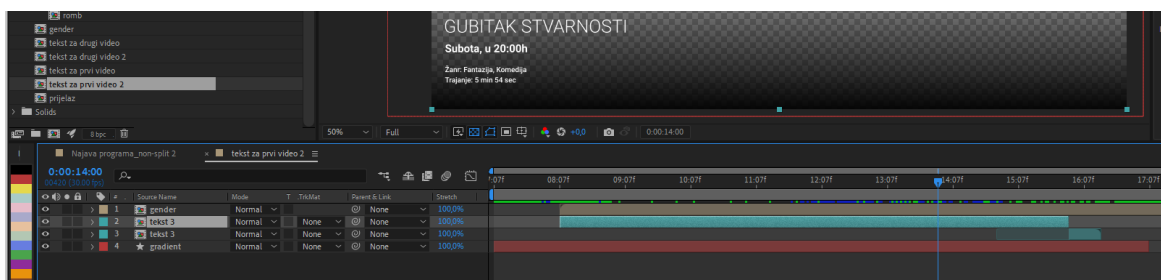 romb
gender
tekst za drugi video
tekst za drugi video 2
tekst za prvi video
tekst za prvi video 2
prijelaz
Solids
8 bpc
GUBITAK STVARNOSTI
Subota, u 20:00h
Žanr: Fantazija, Komedija
Trajanje: 5 min 54 sec
50% Full +0,0 0:00:14:00
Najava programa_non-split 2 × tekst za prvi video 2
0:00:14:00
00420 (30.00 fps)
# Source Name Mode T .TrkMat Parent & Link Stretch
:07f 08:07f 09:07f 10:07f 11:07f 12:07f 13:07f 14:07f 15:07f 16:07f 17:07f
1 gender Normal None 100,0%
2 tekst 3 Normal None None 100,0%
3 tekst 3 Normal None None 100,0%
4 gradient Normal None None 100,0%